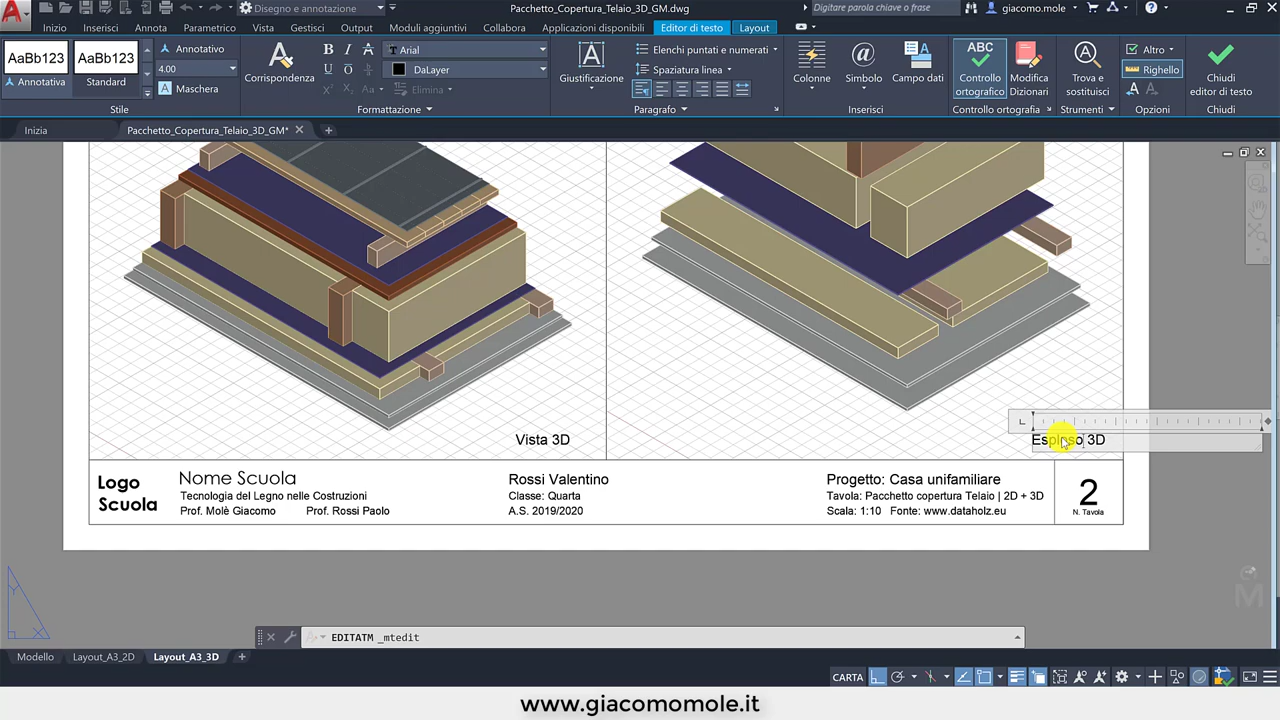 Disegno e annotazione
Pacchetto_Copertura_Telaio_3D_GM.dwg
Digitare parola chiave o frase
giacomo.mole
Inizio
Inserisci
Annota
Parametrico
Vista
Gestisci
Output
Collabora
Applicazioni disponibili
Editor di testo
Layout
AaBb123
AaBb123
Annotativa
Standard
Annotativo
4.00
Maschera
Stile
Corrispondenza
B I A
Arial
U O
DaLayer
Aa
Elimina
Formattazione
Giustificazione
Elenchi puntati e numerati
Spaziatura linea
Paragrafo
Colonne
Simbolo
Campo dati
Inserisci
ABC
Controllo
ortografico
Modifica
Dizionari
Controllo ortografia
Trova e
sostituisci
Strumenti
Altro
Righello
Opzioni
Chiudi
editor di testo
Chiudi
Inizia
Pacchetto_Copertura_Telaio_3D_GM*
Vista 3D
Esploso 3D
Logo
Scuola
Nome Scuola
Tecnologia del Legno nelle Costruzioni
Prof. Molè Giacomo Prof. Rossi Paolo
Rossi Valentino
Classe: Quarta
A.S. 2019/2020
Progetto: Casa unifamiliare
Tavola: Pacchetto copertura Telaio | 2D + 3D
Scala: 1:10 Fonte: www.dataholz.eu
2
N. Tavola
Y
X
M
EDITATM _mtedit
Modello
Layout_A3_2D
Layout_A3_3D
CARTA
www.giacomomole.it